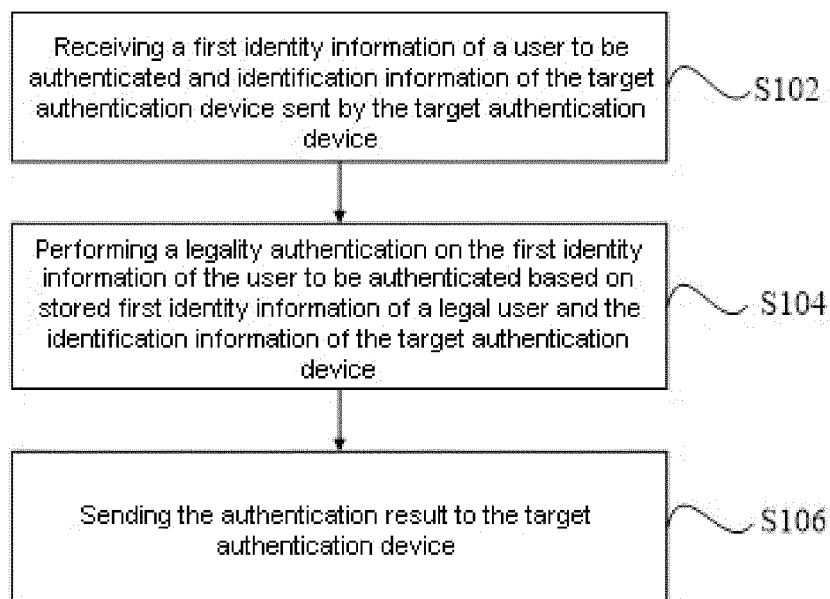 Receiving a first identity information of a user to be
authenticated and identification information of the target
authentication device sent by the target authentication
device
S102
Performing a legality authentication on the first identity
information of the user to be authenticated based on
stored first identity information of a legal user and the
identification information of the target authentication
device
S104
Sending the authentication result to the target
authentication device
S106